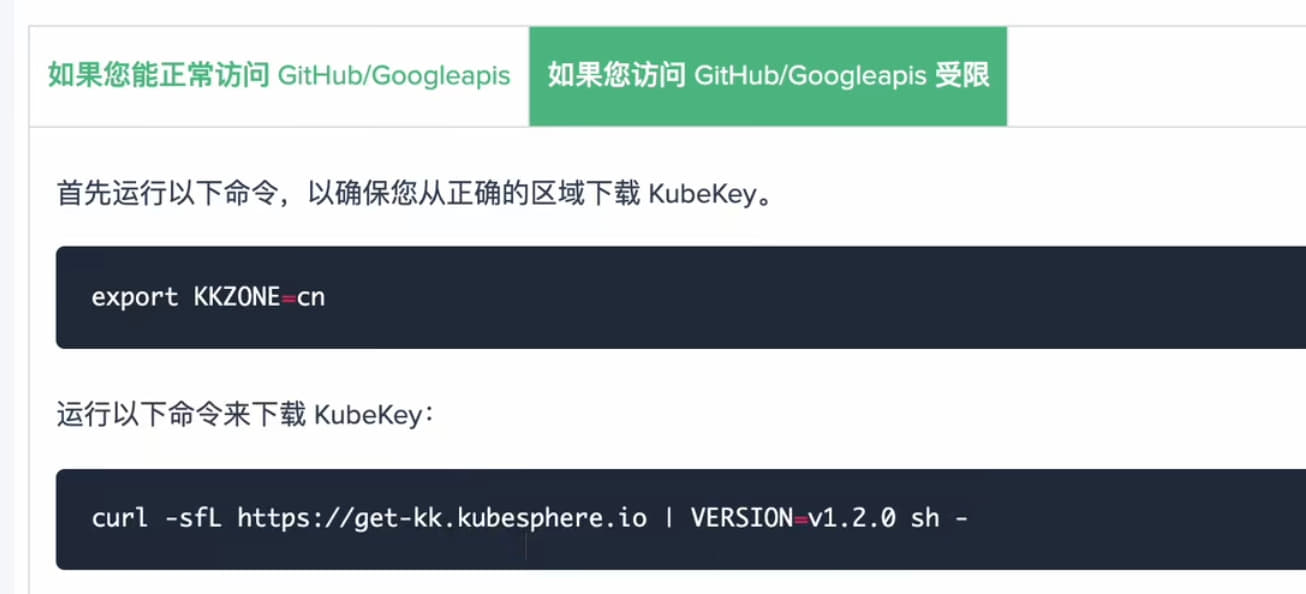 如果您能正常访问 GitHub/Googleapis
如果您访问 GitHub/Googleapis 受限
首先运行以下命令，以确保您从正确的区域下载 KubeKey。
export KKZONE=cn
运行以下命令来下载 KubeKey：
curl -sfL https://get-kk.kubesphere.io | VERSION=v1.2.0 sh -